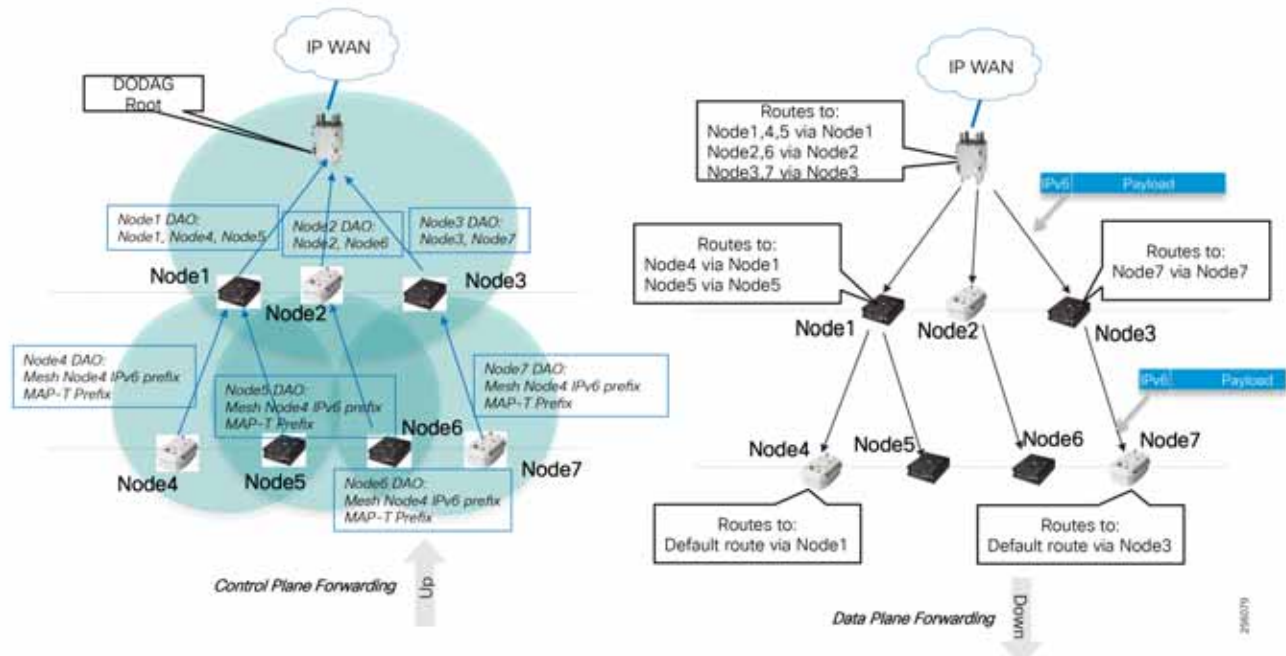 IP WAN
DODAG
Root
Node1 DAO:
Node1, Node4, Node5
Node2 DAO:
Node2, Node6
Node3 DAO:
Node3, Node7
Node1
Node2
Node3
Node4 DAO:
Mesh Node4 IPv6 prefix
MAP-T Prefix
Node5 DAO:
Mesh Node4 IPv6 prefix
MAP-T Prefix
Node7 DAO:
Mesh Node4 IPv6 prefix
MAP-T Prefix
Node4
Node5
Node6
Node7
Node6 DAO:
Mesh Node4 IPv6 prefix
MAP-T Prefix
Control Plane Forwarding
Up
IP WAN
Routes to:
Node1,4,5 via Node1
Node2,6 via Node2
Node3,7 via Node3
IPv6 Payload
Routes to:
Node4 via Node1
Node5 via Node5
Routes to:
Node7 via Node7
Node1
Node2
Node3
IPv6 Payload
Node4
Node5
Node6
Node7
Routes to:
Default route via Node1
Routes to:
Default route via Node3
Data Plane Forwarding
Down
296079